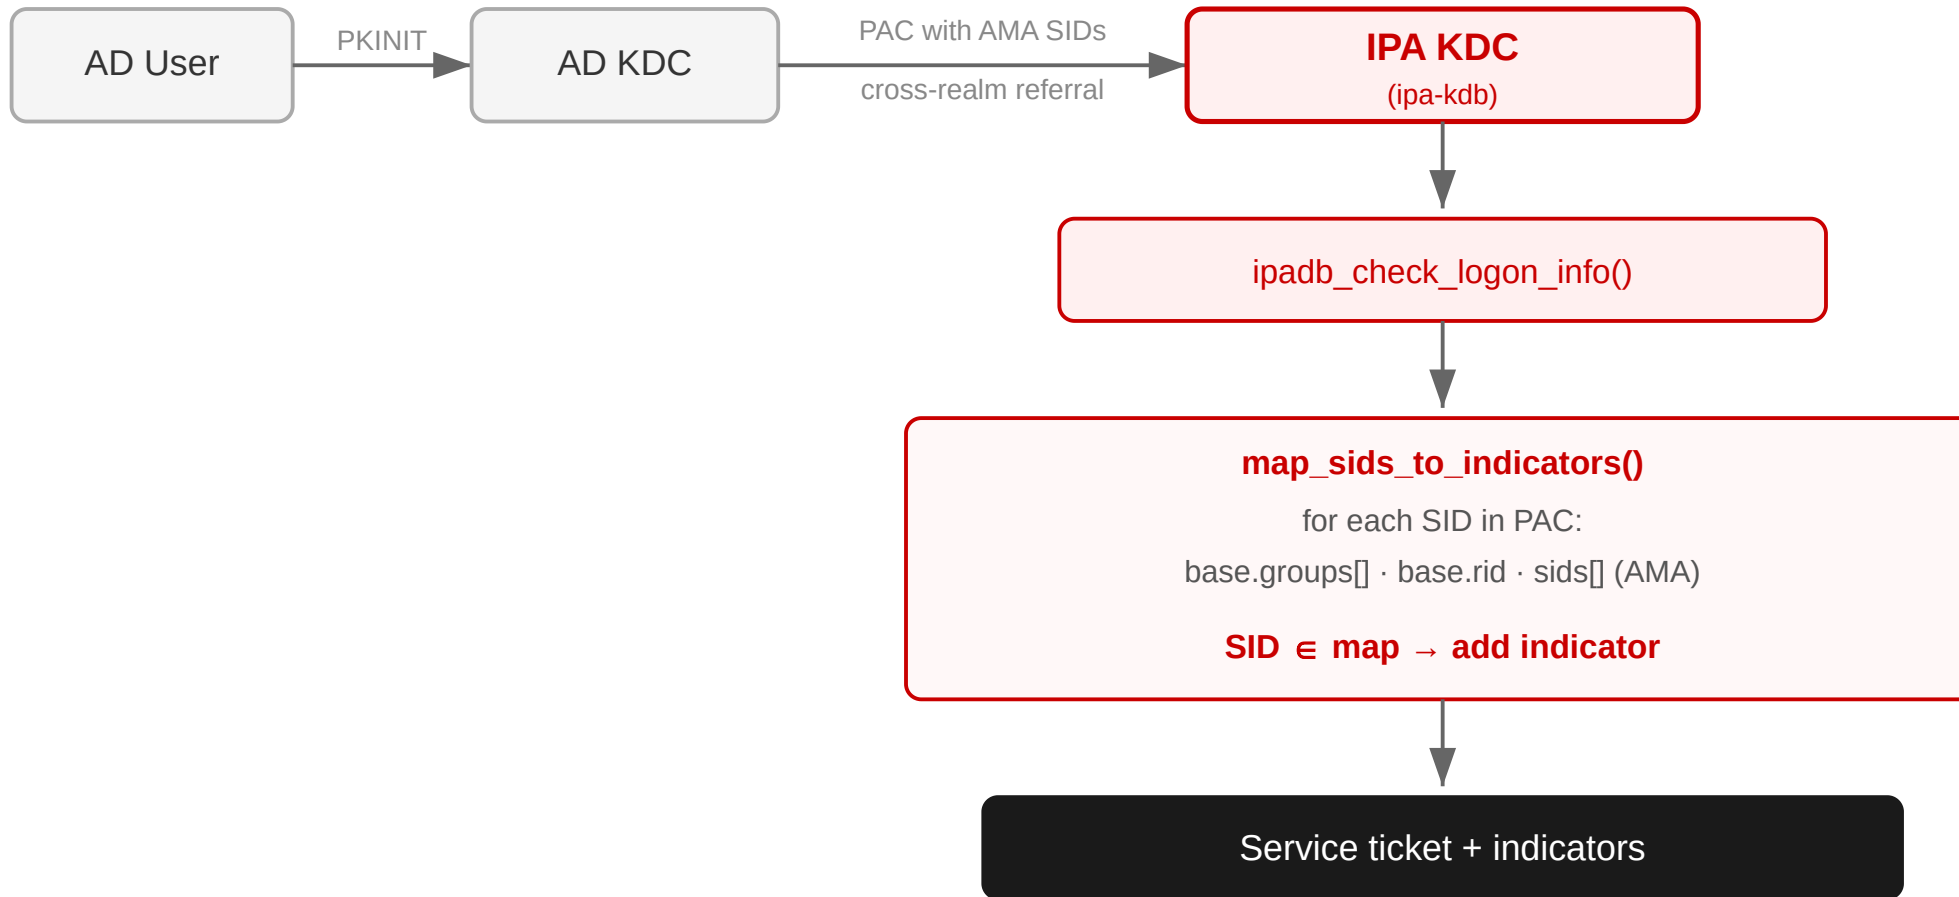 AD User
PKINIT
AD KDC
PAC with AMA SIDs
cross-realm referral
IPA KDC
(ipa-kdb)
ipadb_check_logon_info()
map_sids_to_indicators()
for each SID in PAC:
base.groups[] · base.rid · sids[] (AMA)
SID ∈ map → add indicator
Service ticket + indicators